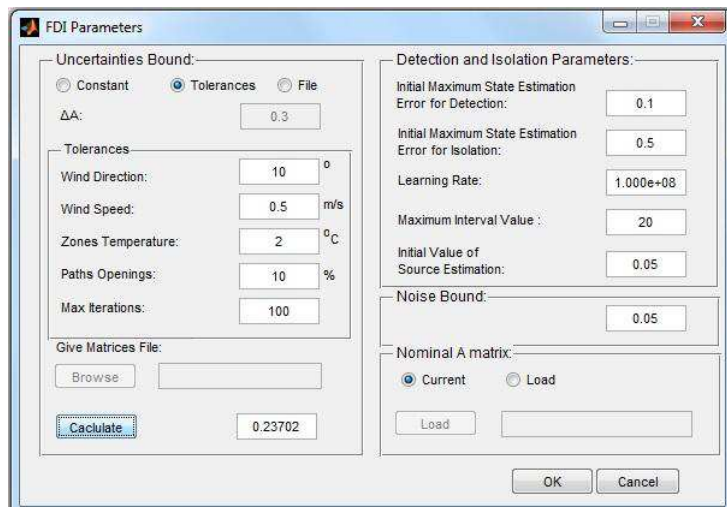 FDI Parameters
Uncertainties Bound:
Constant
Tolerances
File
ΔA:
0.3
Tolerances
Wind Direction:
10
o
Wind Speed:
0.5
m/s
Zones Temperature:
2
oC
Paths Openings:
10
%
Max Iterations:
100
Give Matrices File:
Browse
Caclulate
0.23702
Detection and Isolation Parameters:
Initial Maximum State Estimation
Error for Detection:
0.1
Initial Maximum State Estimation
Error for Isolation:
0.5
Learning Rate:
1.000e+08
Maximum Interval Value :
20
Initial Value of
Source Estimation:
0.05
Noise Bound:
0.05
Nominal A matrix:
Current
Load
Load
OK
Cancel